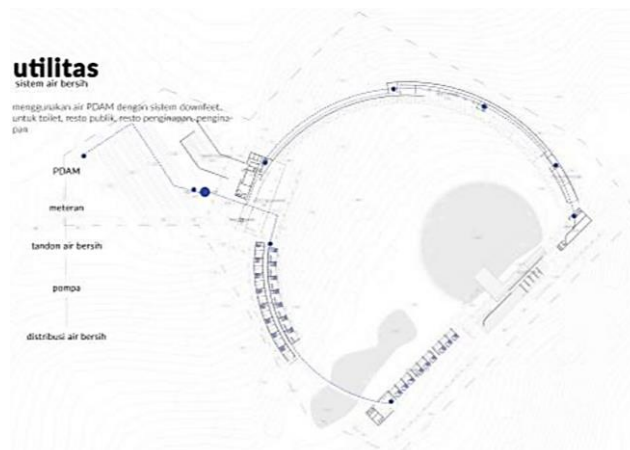 utilitas
sistem air bersih
menggunakan air PDAM dengan sistem downfeet,
untuk toilet, resto publik, resto penginapan, pengina-
pan
PDAM
meteran
tandon air bersih
pompa
distribusi air bersih